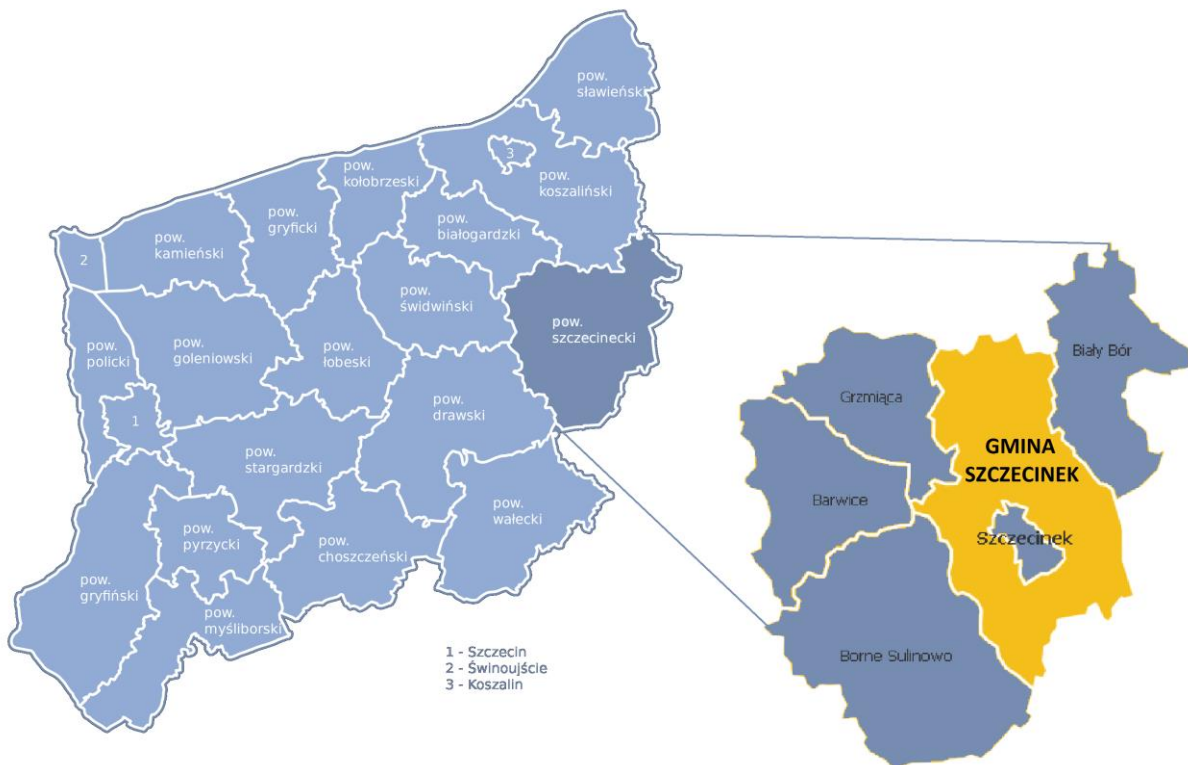 pow.
sławieński
3
pow.
kołobrzeski
pow.
koszaliński
pow.
gryficki
pow.
białogardzki
pow.
kamieński
2
pow.
świdwiński
pow.
szczecinecki
pow.
policki
pow.
goleniowski
pow.
łobeski
pow.
drawski
1
pow.
stargardzki
pow.
wałecki
pow.
pyrzycki
pow.
choszczeński
pow.
gryfiński
pow.
myśliborski
1 - Szczecin
2 - Świnoujście
3 - Koszalin
Biały Bór
Grzmiąca
GMINA
SZCZECINEK
Barwice
Szczecinek
Borne Sulinowo